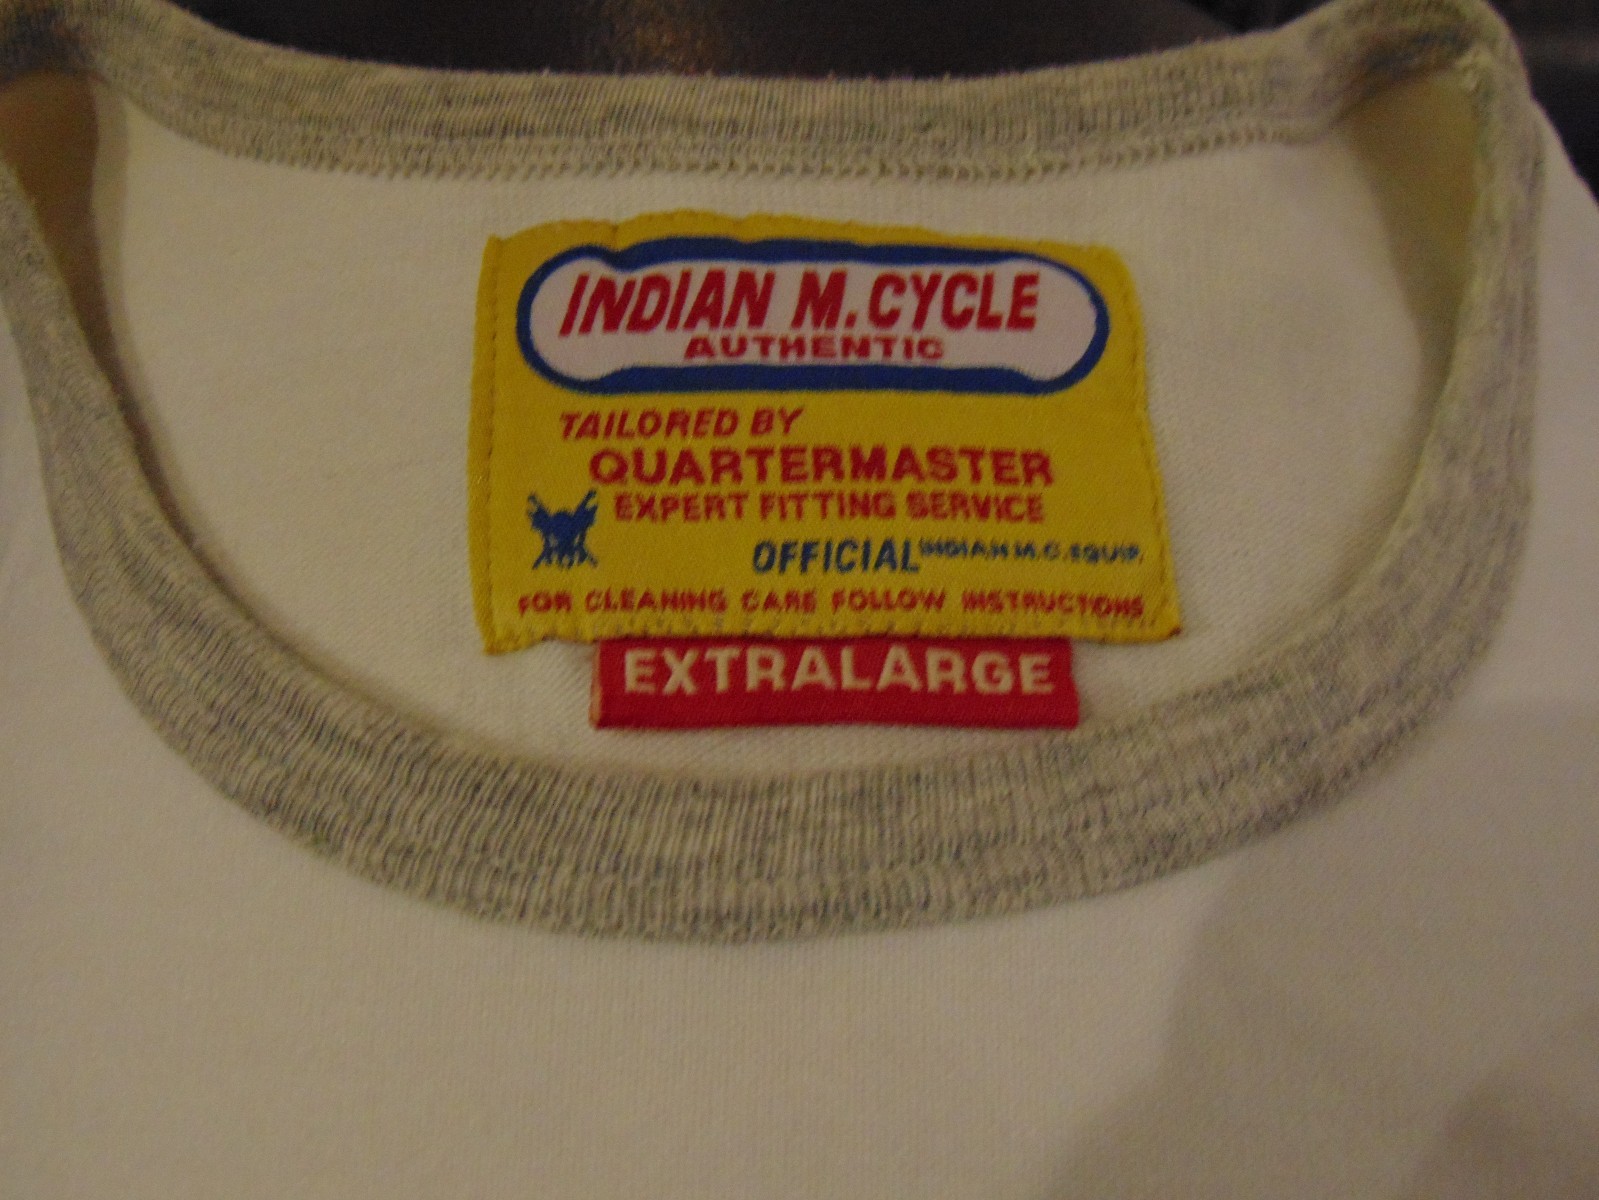 INDIAN M.CYCLE
AUTHENTIC
TAILORED BY
QUARTERMASTER
EXPERT FITTING SERVICE
OFFICIAL INDIAN M.C. EQUIP.
FOR CLEANING CARE FOLLOW INSTRUCTIONS
EXTRALARGE